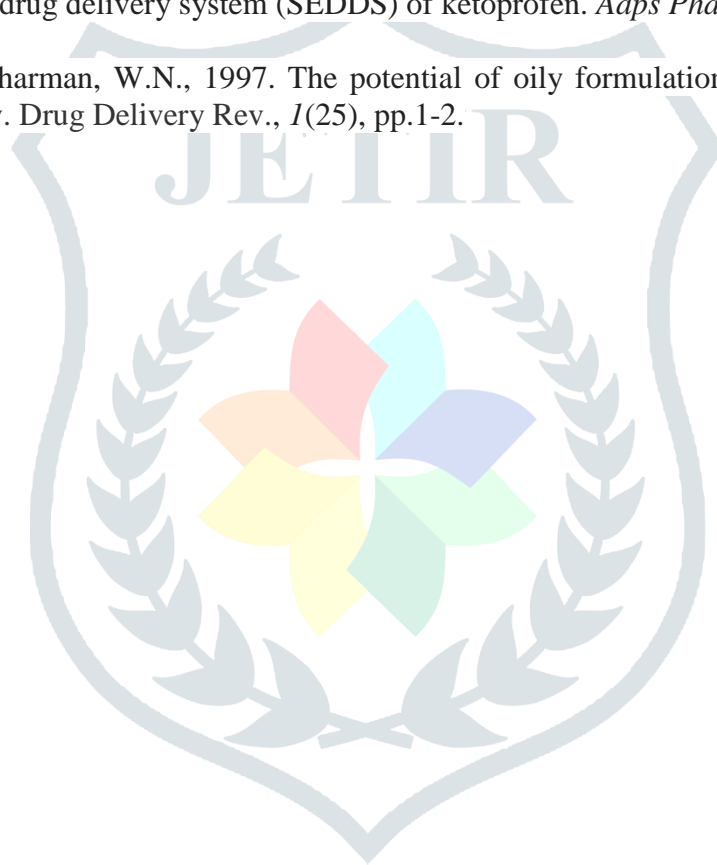 drug delivery system (SEDDS) of ketoprofen. Aaps
harman, W.N., 1997. The potential of oily formulation
. Drug Delivery Rev., 1(25), pp.1-2.
JETIR